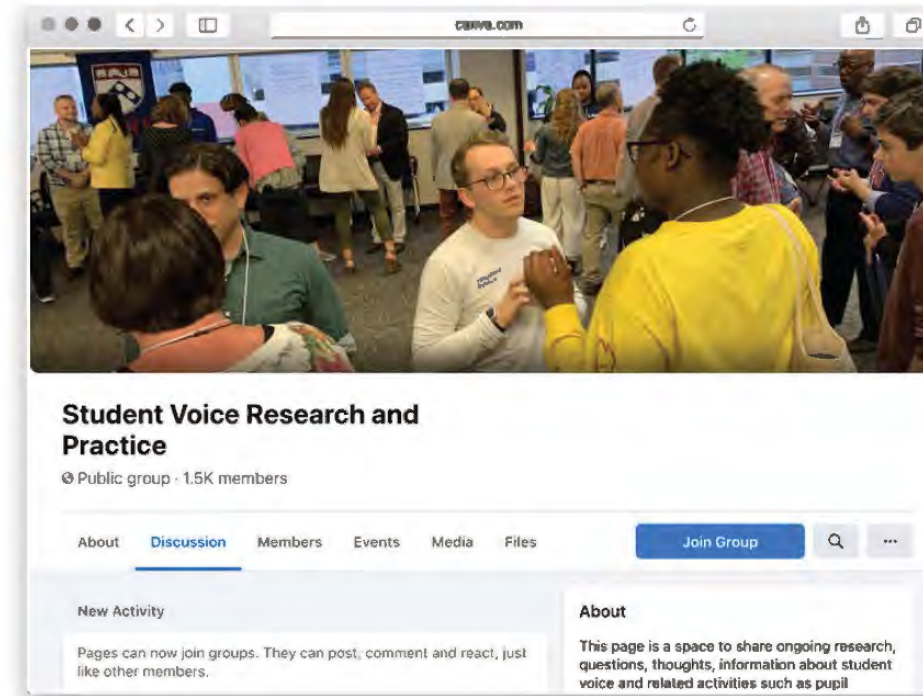 canva.com
Student Voice Research and
Practice
Public group · 1.5K members
About Discussion Members Events Media Files Join Group
New Activity
Pages can now join groups. They can post, comment and react, just
like other members.
About
This page is a space to share ongoing research,
questions, thoughts, information about student
voice and related activities such as pupil